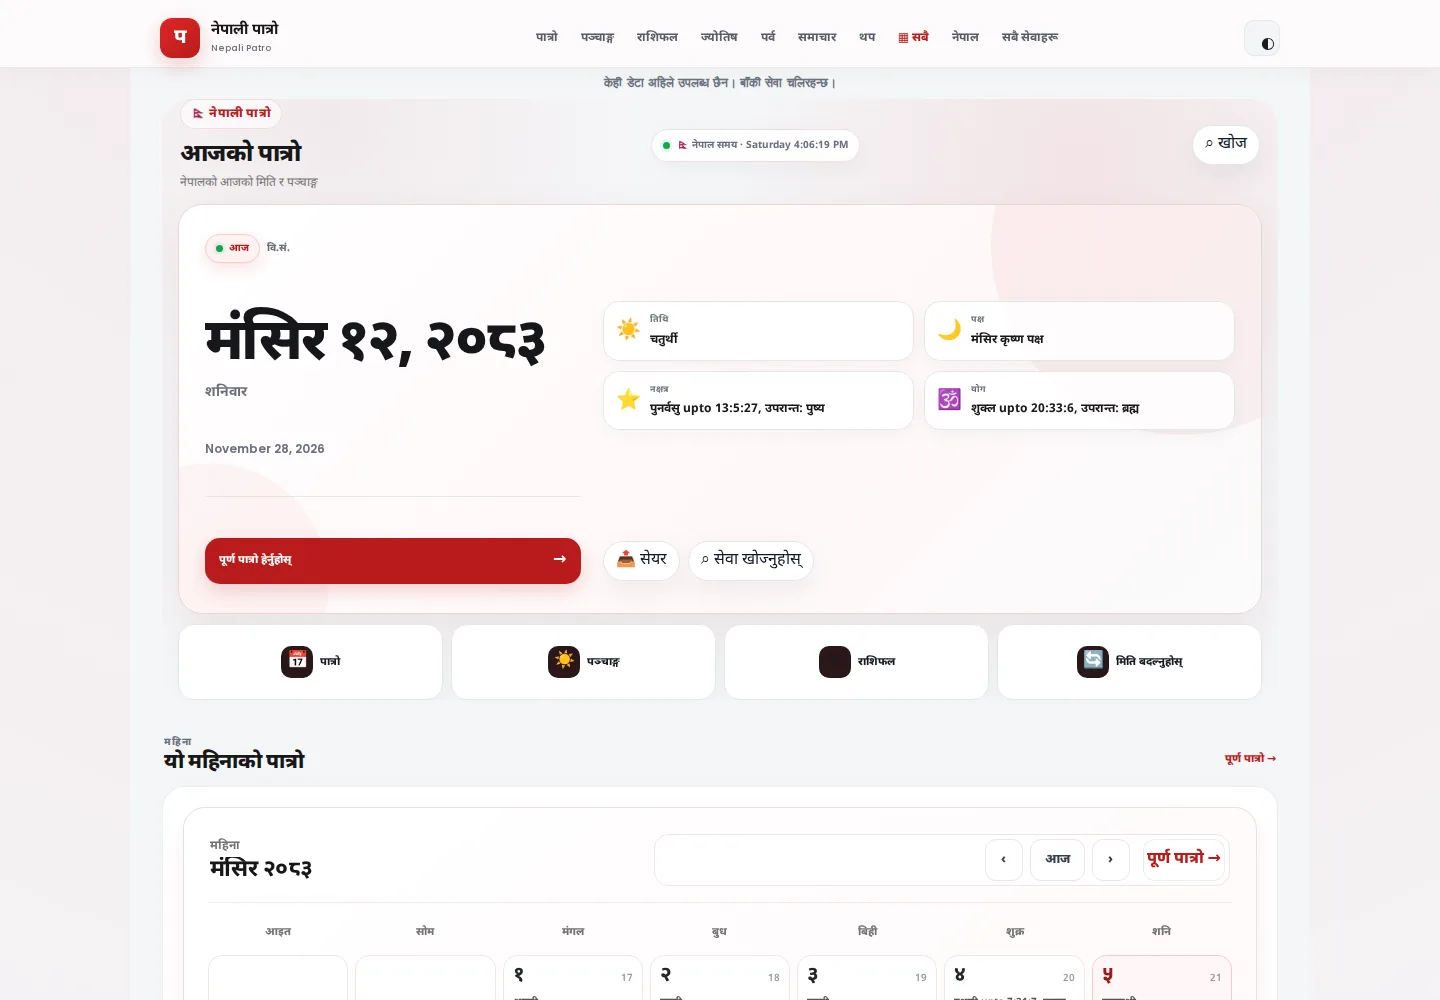 प
नेपाली पात्रो
Nepali Patro
पात्रो पञ्चाङ्ग राशिफल ज्योतिष पर्व समाचार थप ▦ सबै नेपाल सबै सेवाहरू
केही डेटा अहिले उपलब्ध छैन। बाँकी सेवा चलिरहन्छ।
🇳🇵 नेपाली पात्रो
आजको पात्रो
नेपालको आजको मिति र पञ्चाङ्ग
🇳🇵 नेपाल समय · Saturday 4:06:19 PM
⌕ खोज
आज वि.सं.
मंसिर १२, २०८३
शनिवार
November 28, 2026
तिथि
चतुर्थी
पक्ष
मंसिर कृष्ण पक्ष
नक्षत्र
पुनर्वसु upto 13:5:27, उपरान्त: पुष्य
योग
शुक्ल upto 20:33:6, उपरान्त: ब्रह्म
पूर्ण पात्रो हेर्नुहोस् →
📤 सेयर
⌕ सेवा खोज्नुहोस्
पात्रो
पञ्चाङ्ग
राशिफल
मिति बदल्नुहोस्
महिना
यो महिनाको पात्रो
पूर्ण पात्रो →
महिना
मंसिर २०८३
‹ आज › पूर्ण पात्रो →
आइत सोम मंगल बुध बिही शुक्र शनि
१ 17 २ 18 ३ 19 ४ 20 ५ 21